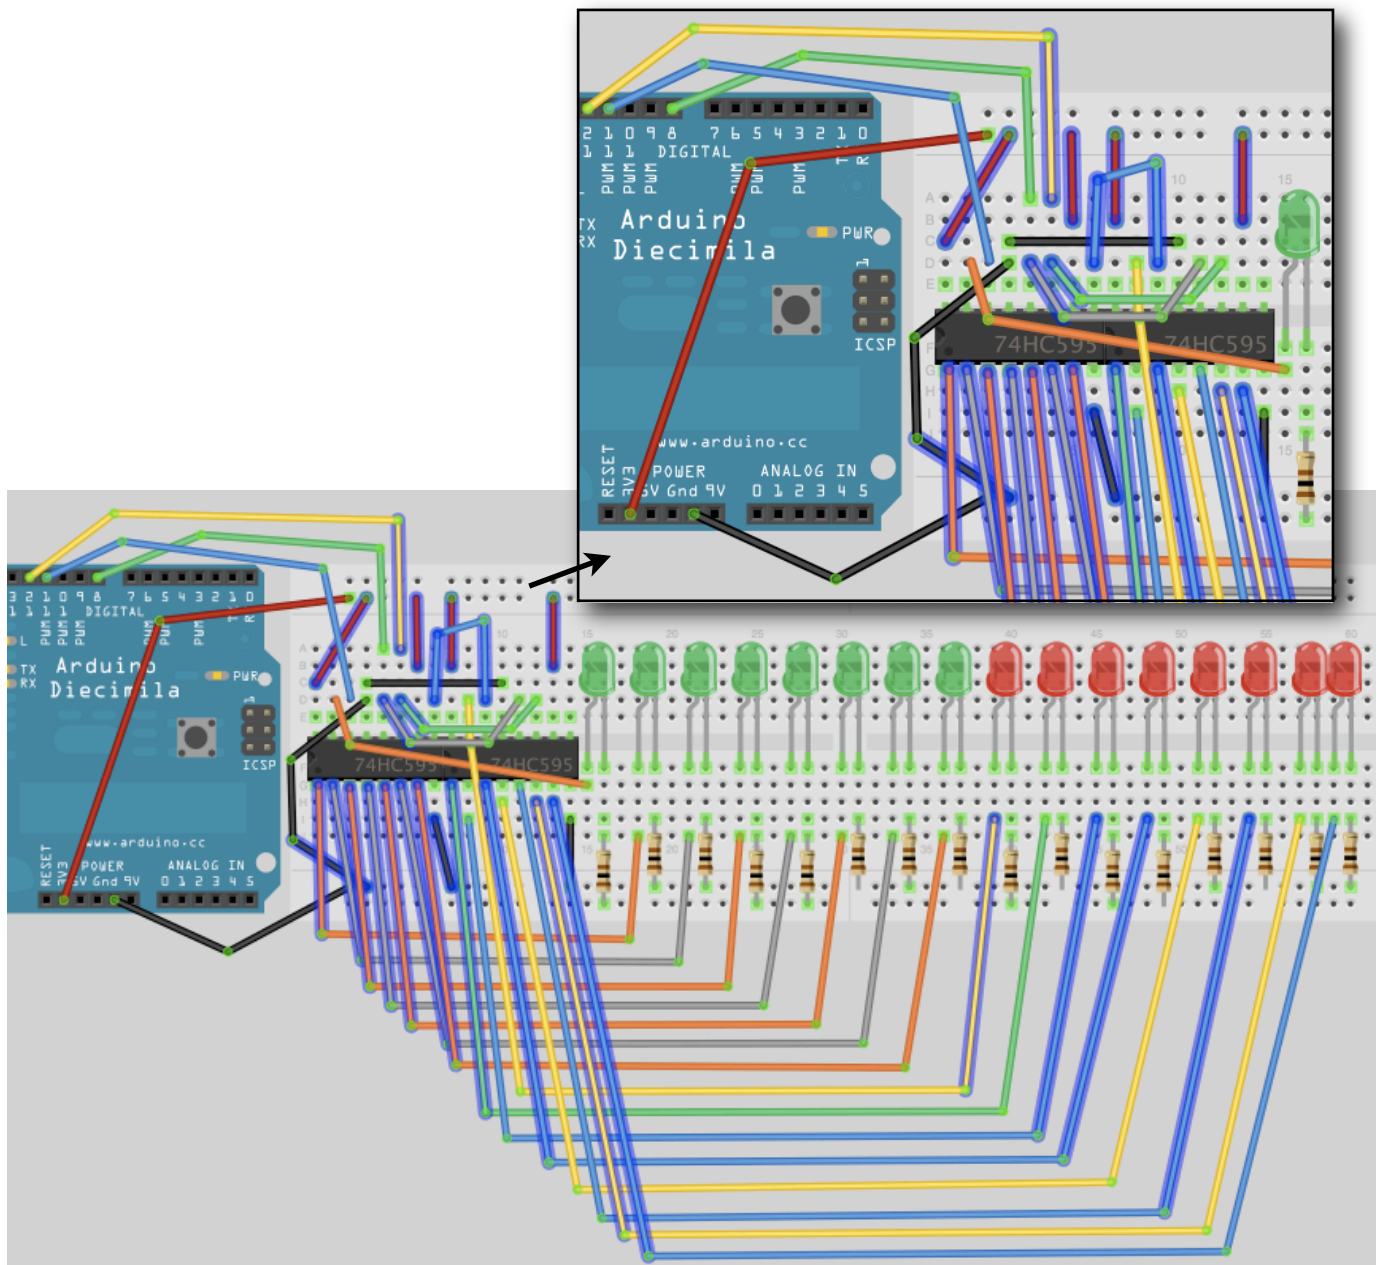 2 1 0 9 8 7 6 5 4 3 2 1 0
1 1 1 DIGITAL
PWM PWM PWM PWM PWM PWM TX
TX
RX
Arduino
Diecimila
PWR
1
ICSP
www.arduino.cc
POWER
ANALOG IN
RESET
3V3
5V Gnd 9V
0 1 2 3 4 5
10 15
A
B
C
D
E
F
G
H
I
74HC595
74HC595
15
3 2 1 0 9 8 7 6 5 4 3 2 1 0
1 1 1 1 DIGITAL
PWM PWM PWM PWM PWM PWM
L
TX
RX
Arduino
Diecimila
PWR
1
ICSP
www.arduino.cc
POWER
ANALOG IN
RESET
3V3
5V Gnd 9V
0 1 2 3 4 5
10 15 20 25 30 35 40 45 50 55 60
A
B
C
D
E
74HC595
74HC595
G
H
I
15